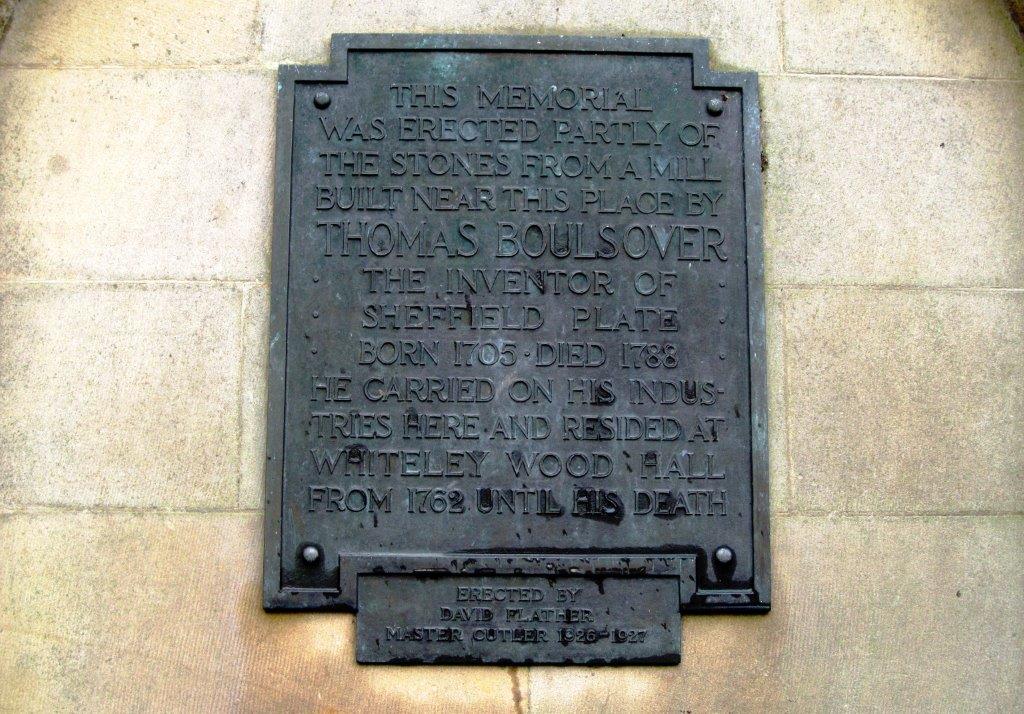 THIS MEMORIAL
WAS ERECTED PARTLY OF
THE STONES FROM A MILL
BUILT NEAR THIS PLACE BY
THOMAS BOULSOVER
THE INVENTOR OF
SHEFFIELD PLATE
BORN 1705 · DIED 1788
HE CARRIED ON HIS INDUS-
TRIES HERE AND RESIDED AT
WHITELEY WOOD HALL
FROM 1762 UNTIL HIS DEATH
ERECTED BY
DAVID FLATHER
MASTER CUTLER 1926-1927